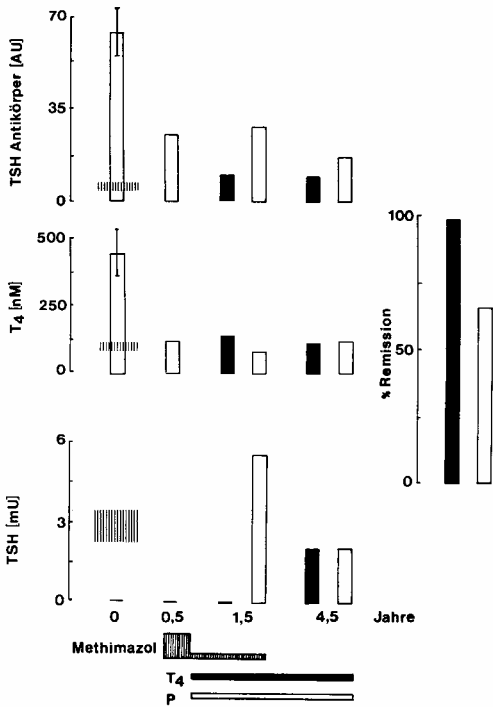 TSH Antikörper [AU]
70
35
0
T4 [nM]
500
250
0
TSH [mU]
6
3
0
% Remission
100
50
0
0 0,5 1,5 4,5 Jahre
Methimazol
T4
P